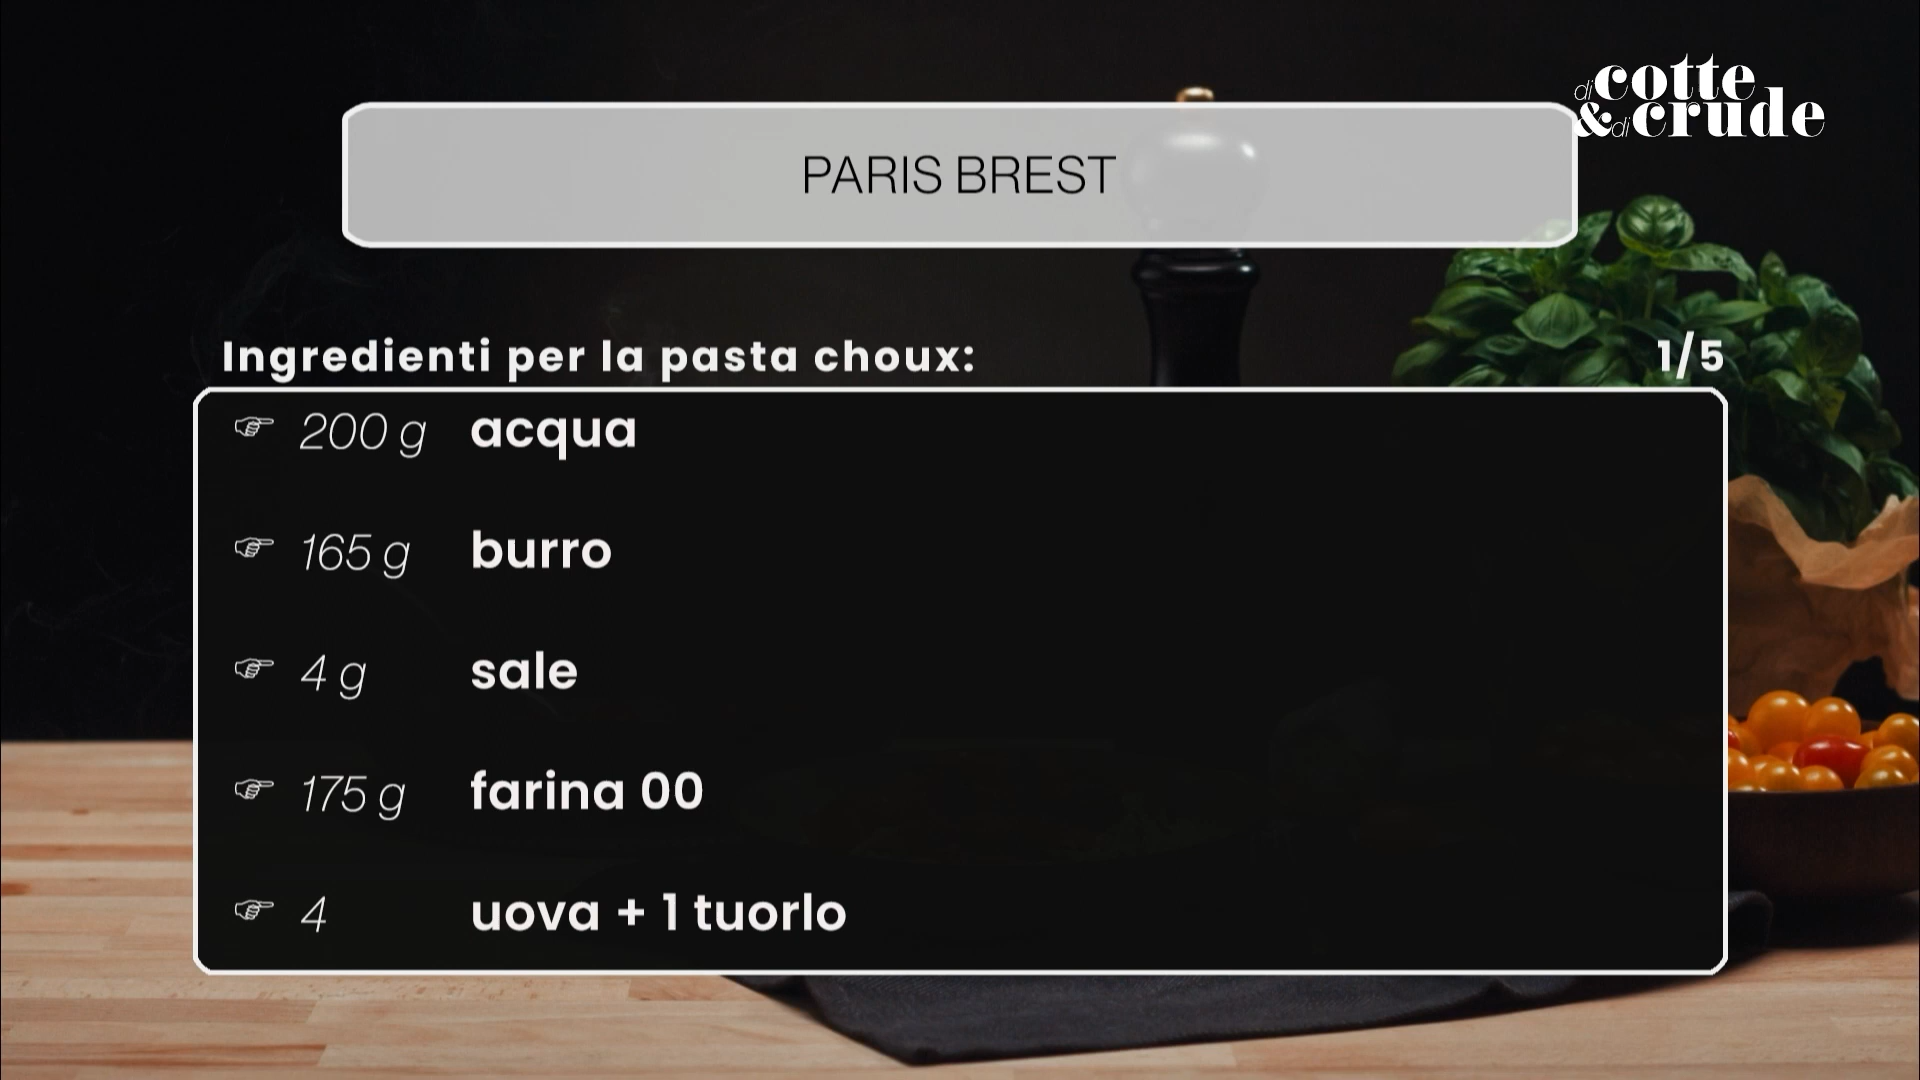 di cotte
& di crude
PARIS BREST
Ingredienti per la pasta choux: 1/5
☞ 200 g acqua
☞ 165 g burro
☞ 4 g sale
☞ 175 g farina 00
☞ 4 uova + 1 tuorlo